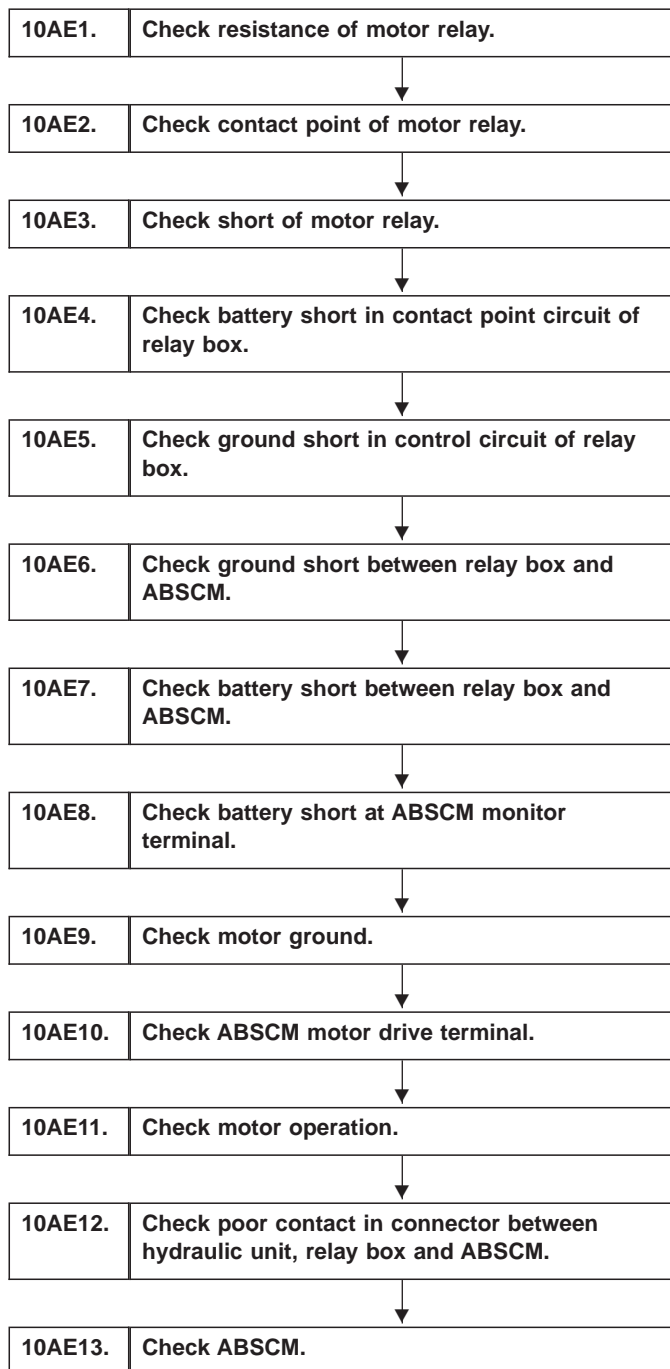 10AE1. Check resistance of motor relay.
10AE2. Check contact point of motor relay.
10AE3. Check short of motor relay.
10AE4. Check battery short in contact point circuit of
relay box.
10AE5. Check ground short in control circuit of relay
box.
10AE6. Check ground short between relay box and
ABSCM.
10AE7. Check battery short between relay box and
ABSCM.
10AE8. Check battery short at ABSCM monitor
terminal.
10AE9. Check motor ground.
10AE10. Check ABSCM motor drive terminal.
10AE11. Check motor operation.
10AE12. Check poor contact in connector between
hydraulic unit, relay box and ABSCM.
10AE13. Check ABSCM.